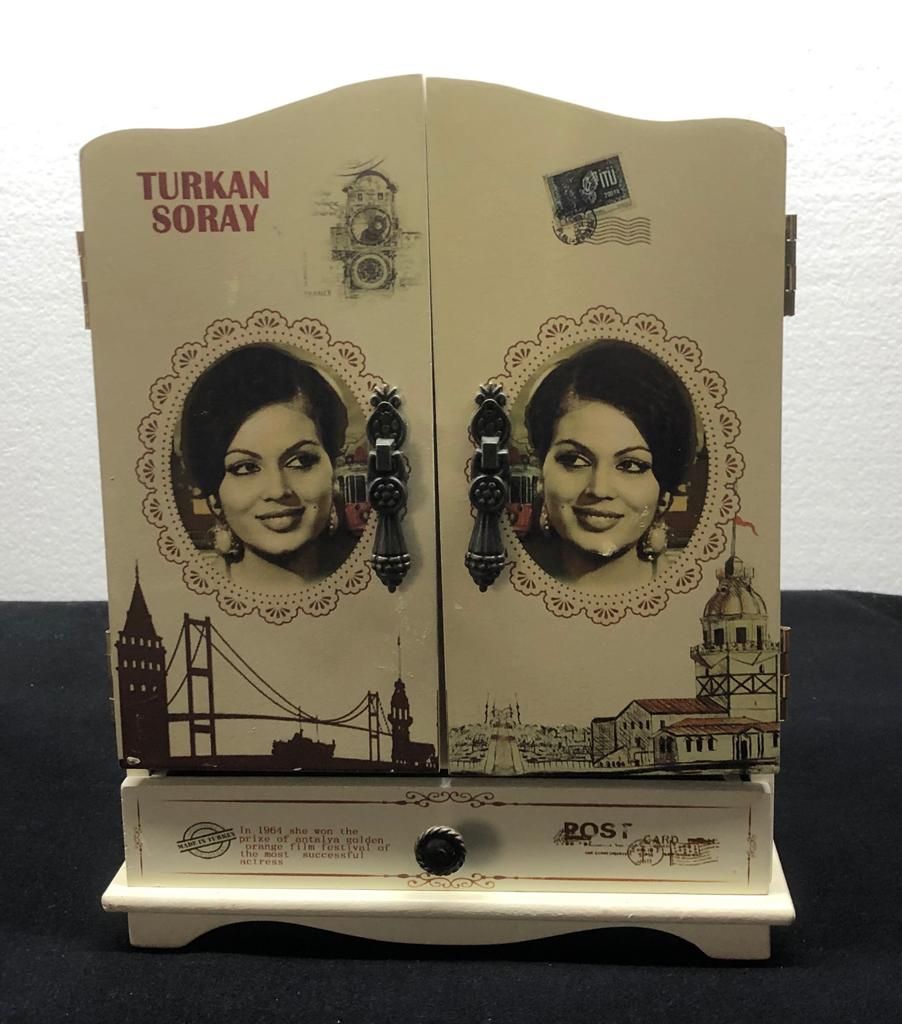 TURKAN
SORAY
İTÜ
MADE IN TURKEY
In 1964 she won the
prize of antalya golden
orange film festival of
the most successful
actress
POST
CARD